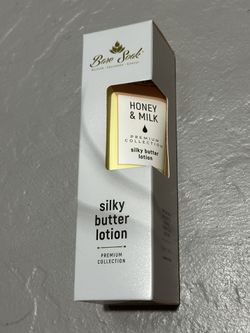 Bare Soul
HONEY
& MILK
PREMIUM
COLLECTION
silky butter
lotion
silky
butter
lotion
PREMIUM
COLLECTION